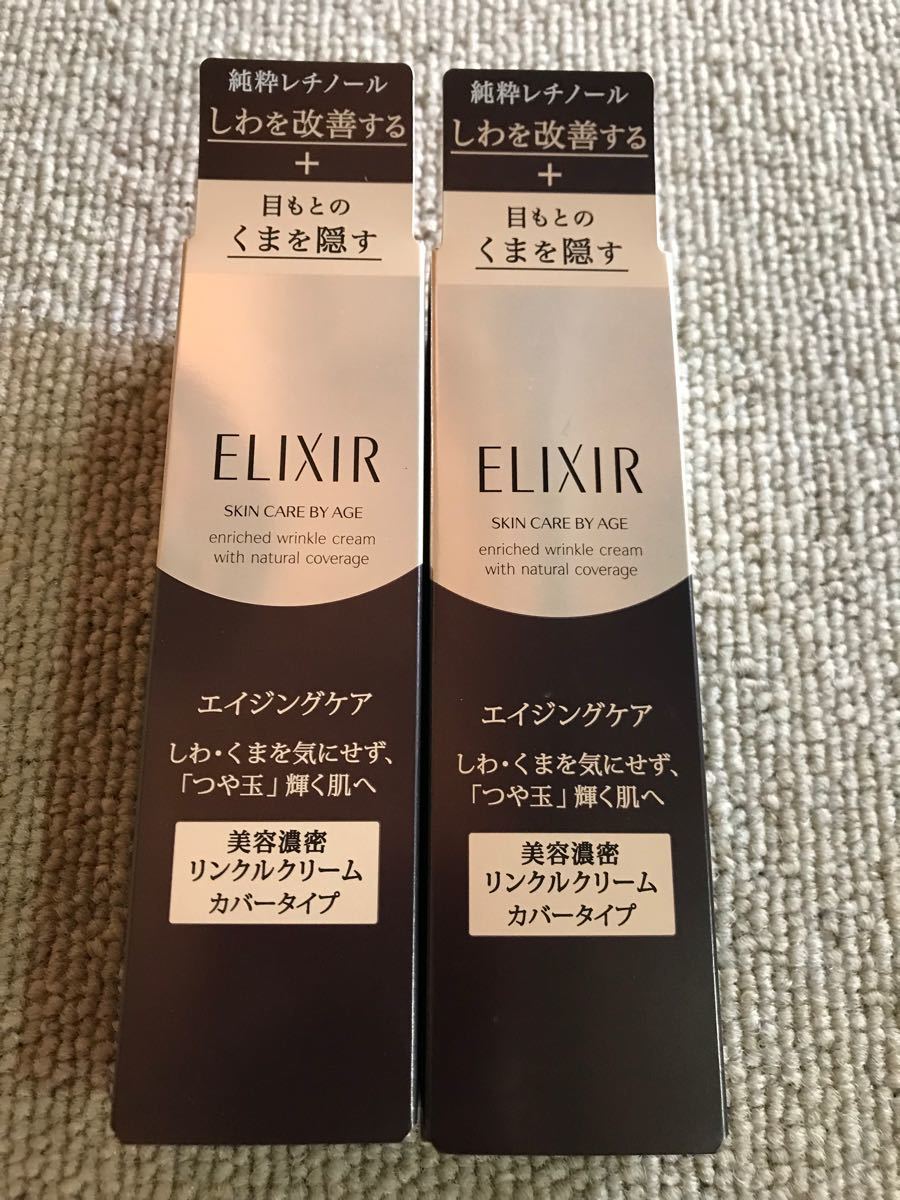 純粋レチノール
しわを改善する
+
目もとの
くまを隠す
ELIXIR
SKIN CARE BY AGE
enriched wrinkle cream
with natural coverage
エイジングケア
しわ・くまを気にせず、
「つや玉」輝く肌へ
美容濃密
リンクルクリーム
カバータイプ
純粋レチノール
しわを改善する
+
目もとの
くまを隠す
ELIXIR
SKIN CARE BY AGE
enriched wrinkle cream
with natural coverage
エイジングケア
しわ・くまを気にせず、
「つや玉」輝く肌へ
美容濃密
リンクルクリーム
カバータイプ